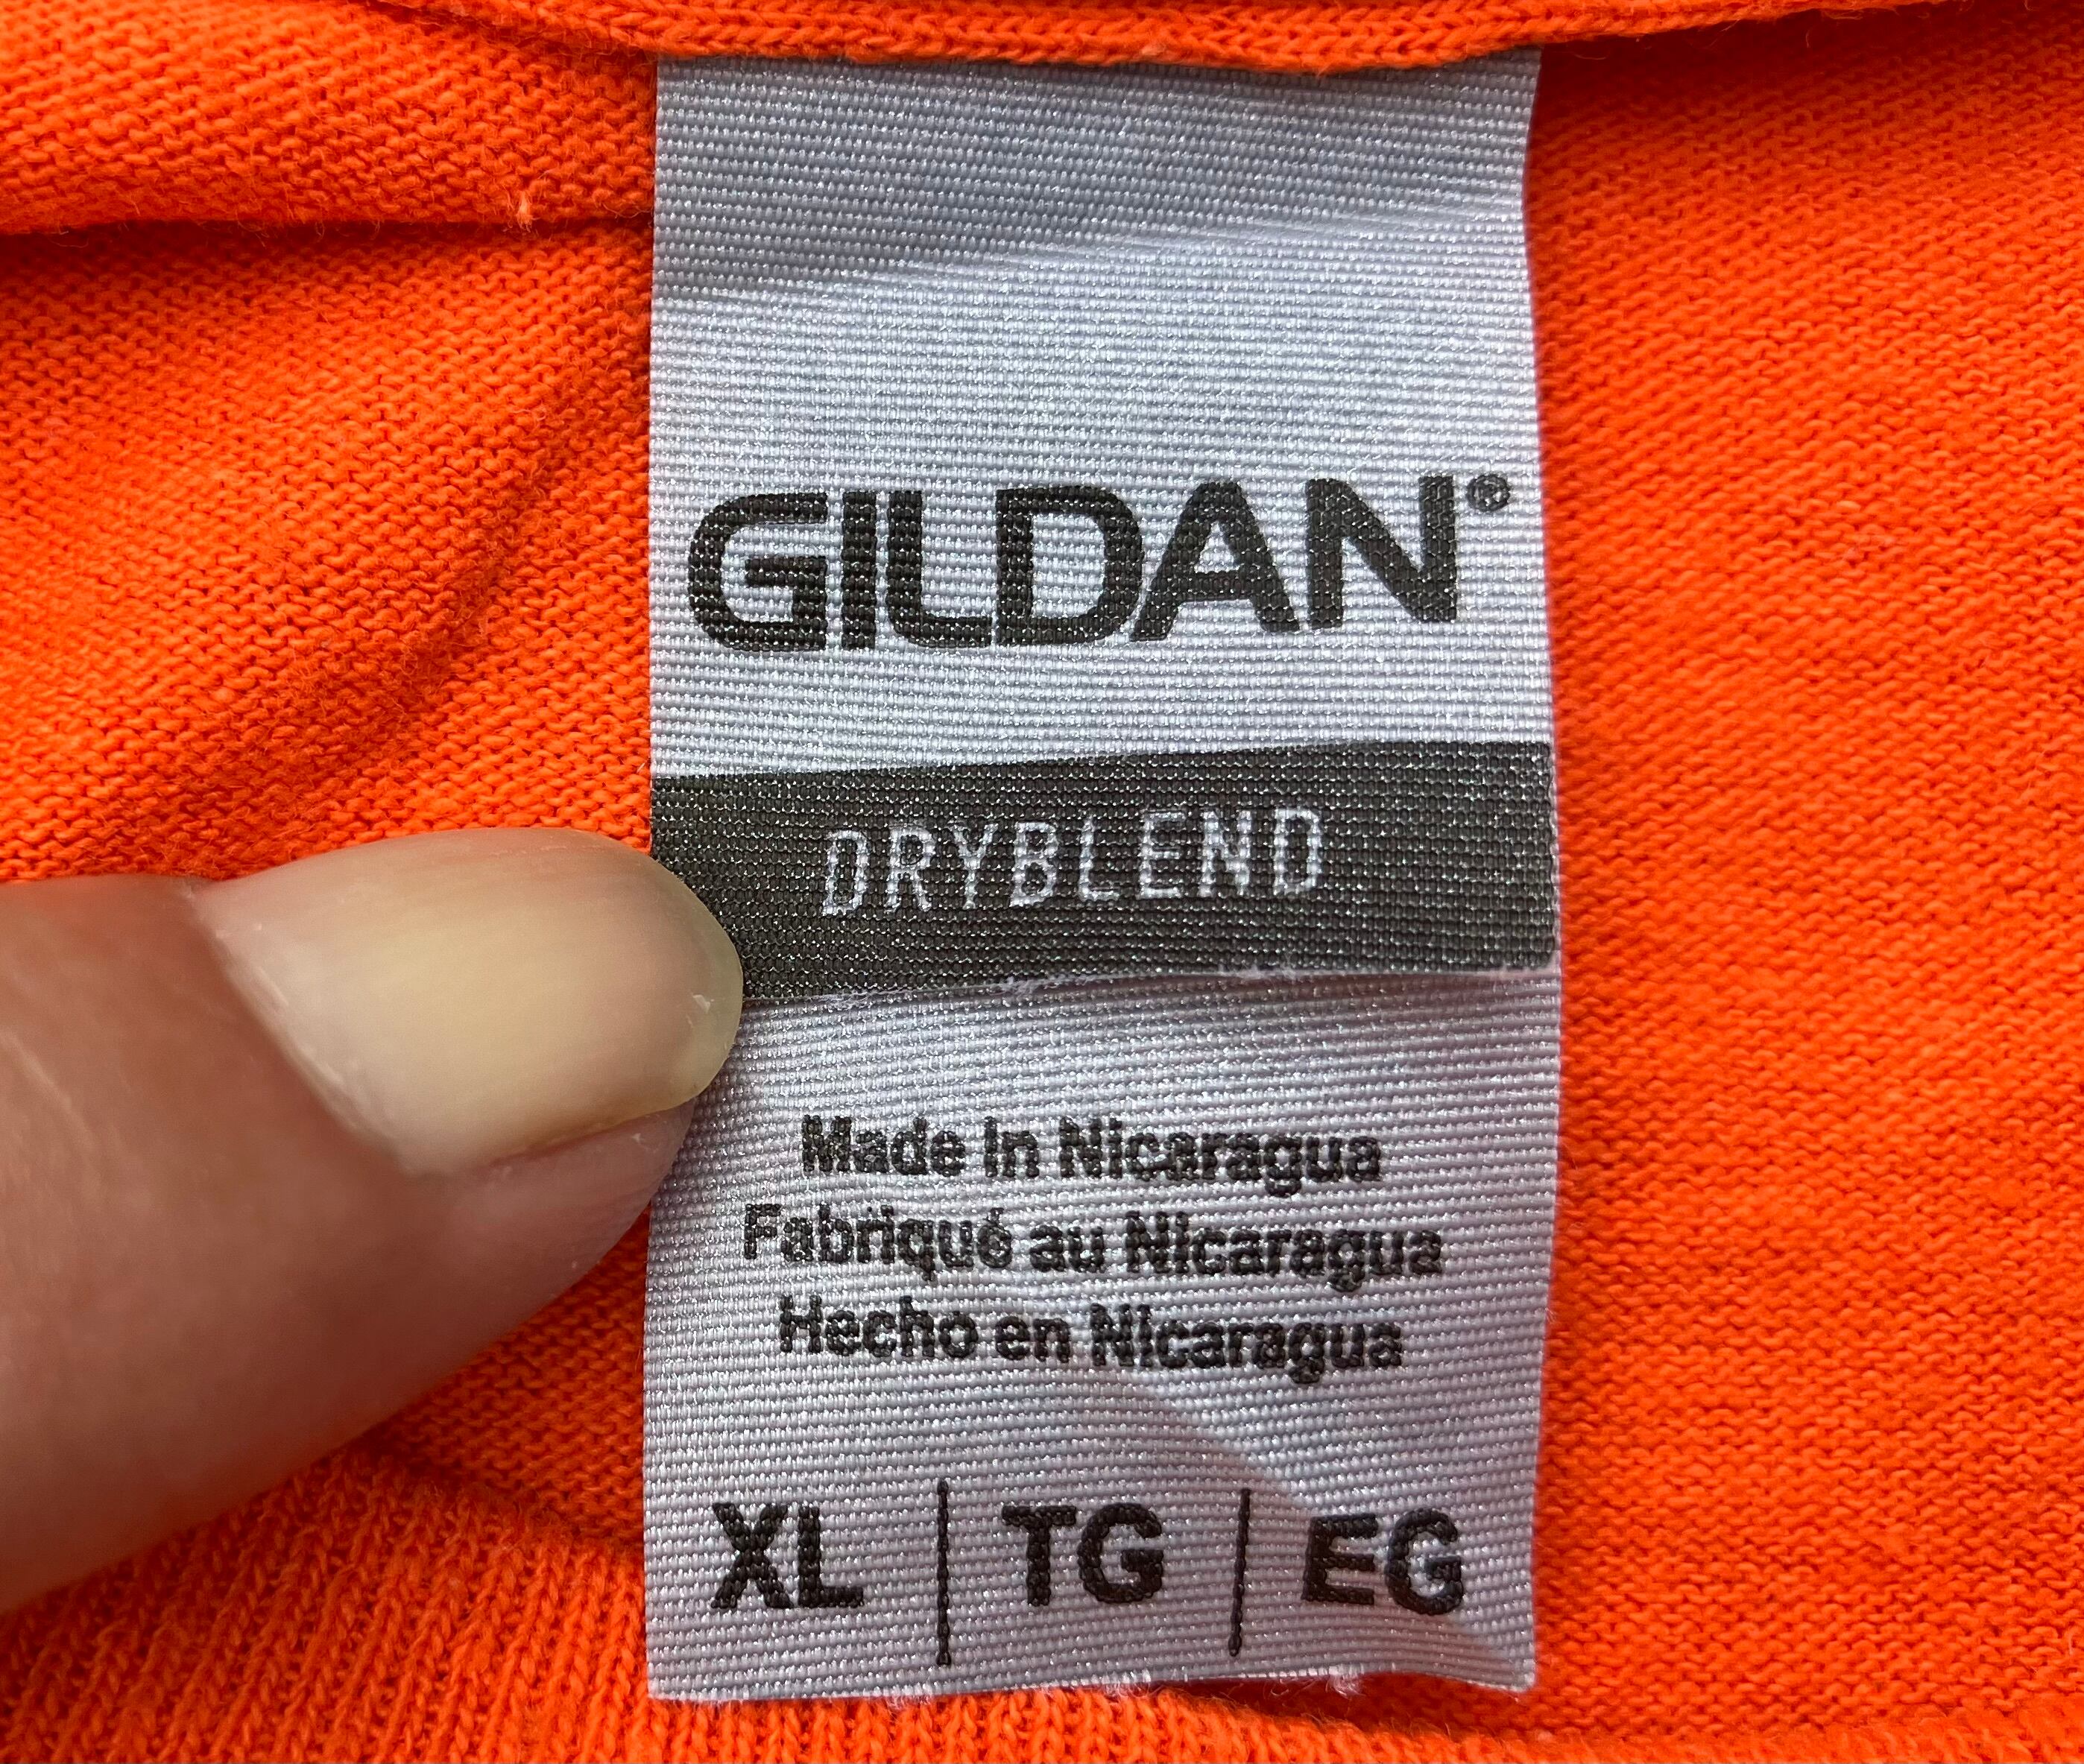 GILDAN®
DRYBLEND
Made in Nicaragua
Fabriqué au Nicaragua
Hecho en Nicaragua
XL | TG | EG